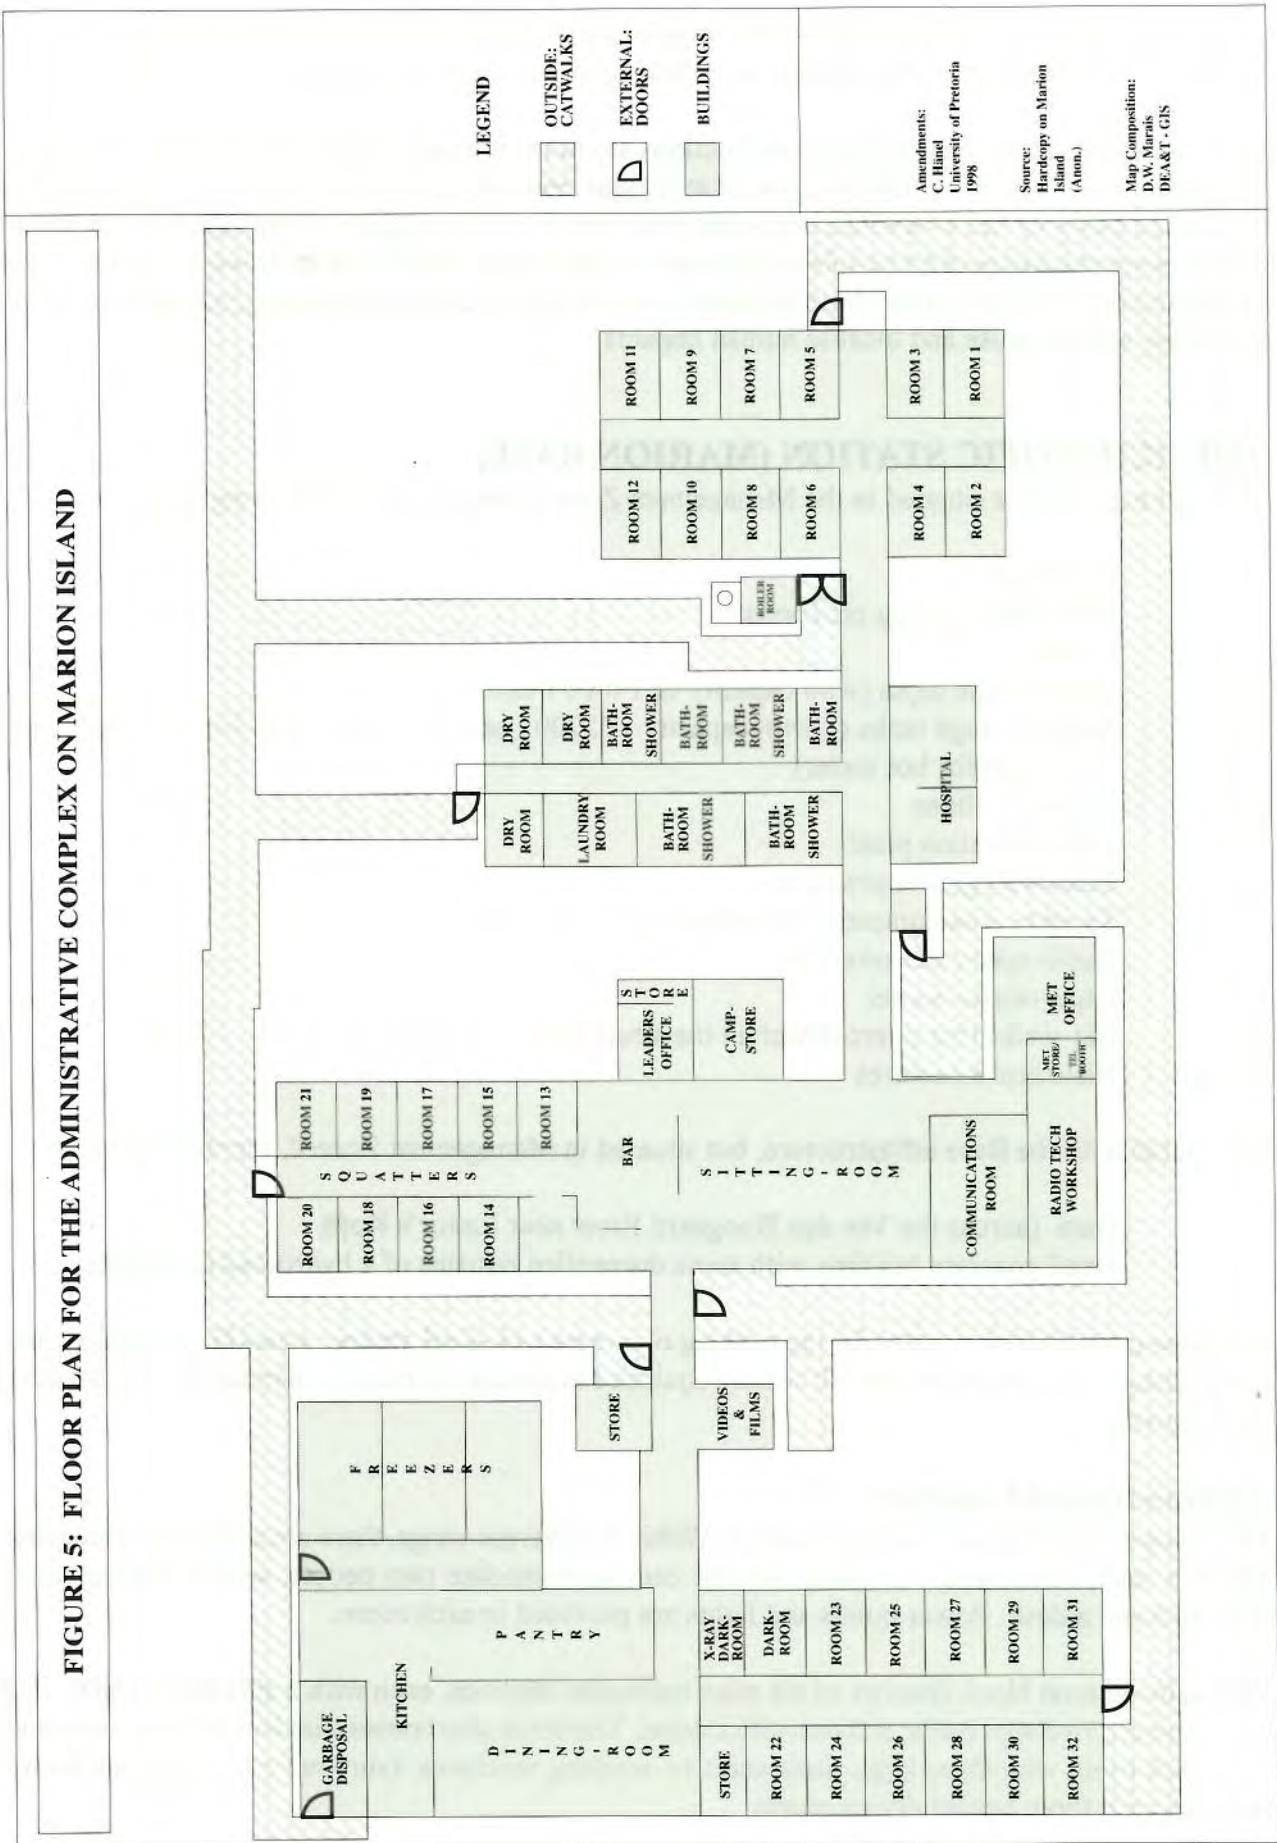 FIGURE 5: FLOOR PLAN FOR THE ADMINISTRATIVE COMPLEX ON MARION ISLAND
GARBAGE
DISPOSAL
KITCHEN
DINING-ROOM
PANTRY
FREEZERS
STORE
VIDEOS
&
FILMS
STORE
ROOM 22
ROOM 24
ROOM 26
ROOM 28
ROOM 30
ROOM 32
X-RAY
DARK-
ROOM
DARK-
ROOM
ROOM 23
ROOM 25
ROOM 27
ROOM 29
ROOM 31
ROOM 20
ROOM 18
ROOM 16
ROOM 14
SQUATTERS
ROOM 21
ROOM 19
ROOM 17
ROOM 15
ROOM 13
BAR
SITTING-ROOM
COMMUNICATIONS
ROOM
RADIO TECH
WORKSHOP
MET
STORE/
TEL
BOOTH
MET
OFFICE
LEADERS
OFFICE
STORE
CAMP-
STORE
DRY
ROOM
LAUNDRY
ROOM
BATH-
ROOM
SHOWER
BATH-
ROOM
SHOWER
DRY
ROOM
DRY
ROOM
BATH-
ROOM
SHOWER
BATH-
ROOM
BATH-
ROOM
SHOWER
BATH-
ROOM
HOSPITAL
BOILER
ROOM
ROOM 12
ROOM 10
ROOM 8
ROOM 6
ROOM 4
ROOM 2
ROOM 11
ROOM 9
ROOM 7
ROOM 5
ROOM 3
ROOM 1
LEGEND
OUTSIDE:
CATWALKS
EXTERNAL:
DOORS
BUILDINGS
Amendments:
C. Hänel
University of Pretoria
1998
Source:
Hardcopy on Marion
Island
(Anon.)
Map Composition:
D.W. Marais
DEA&T - GIS